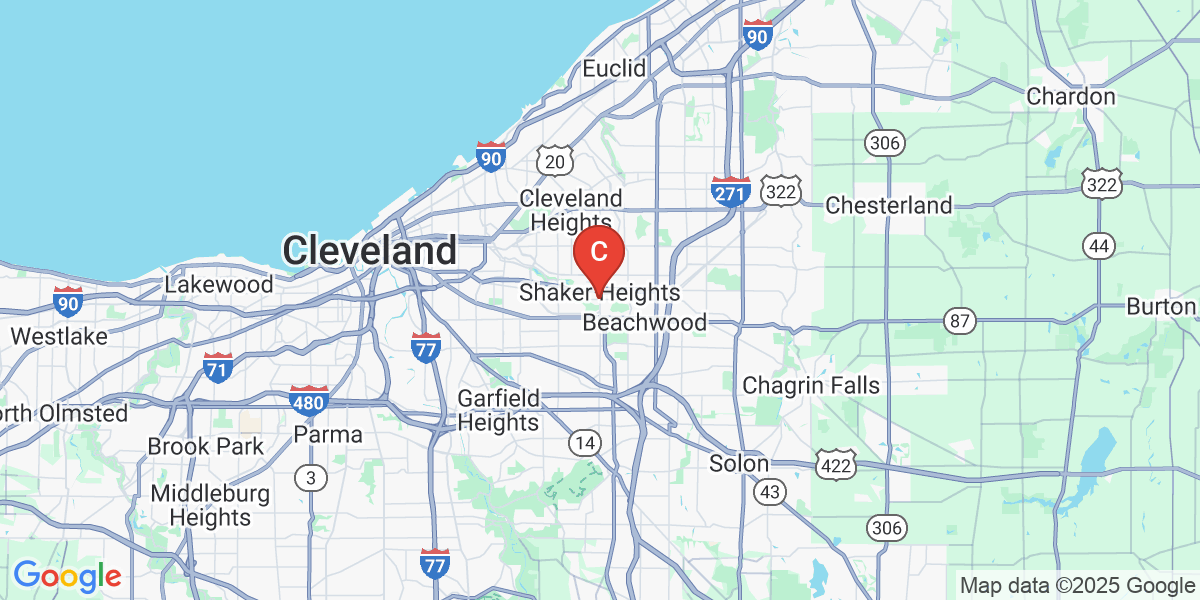 90
Euclid
Chardon
306
90
20
322
271
322
Cleveland
Heights
Chesterland
C
Cleveland
44
Lakewood
Shaker Heights
90
Burton
Beachwood
87
Westlake
77
71
Chagrin Falls
480
Garfield
Heights
orth Olmsted
Parma
14
Brook Park
Solon
422
3
43
Middleburg
Heights
306
77
Google
Map data ©2025 Google